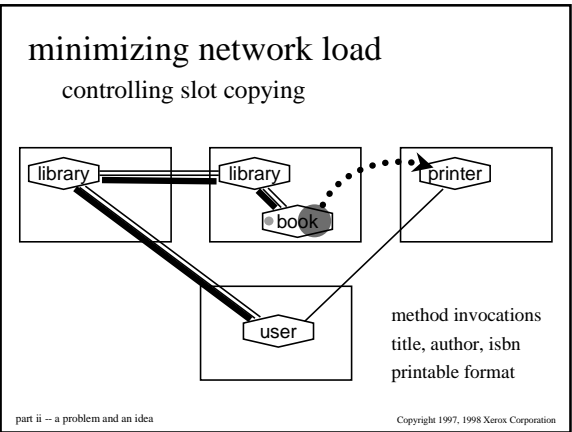 minimizing network load
controlling slot copying
library
library
printer
book
user
method invocations
title, author, isbn
printable format
part ii -- a problem and an idea
Copyright 1997, 1998 Xerox Corporation